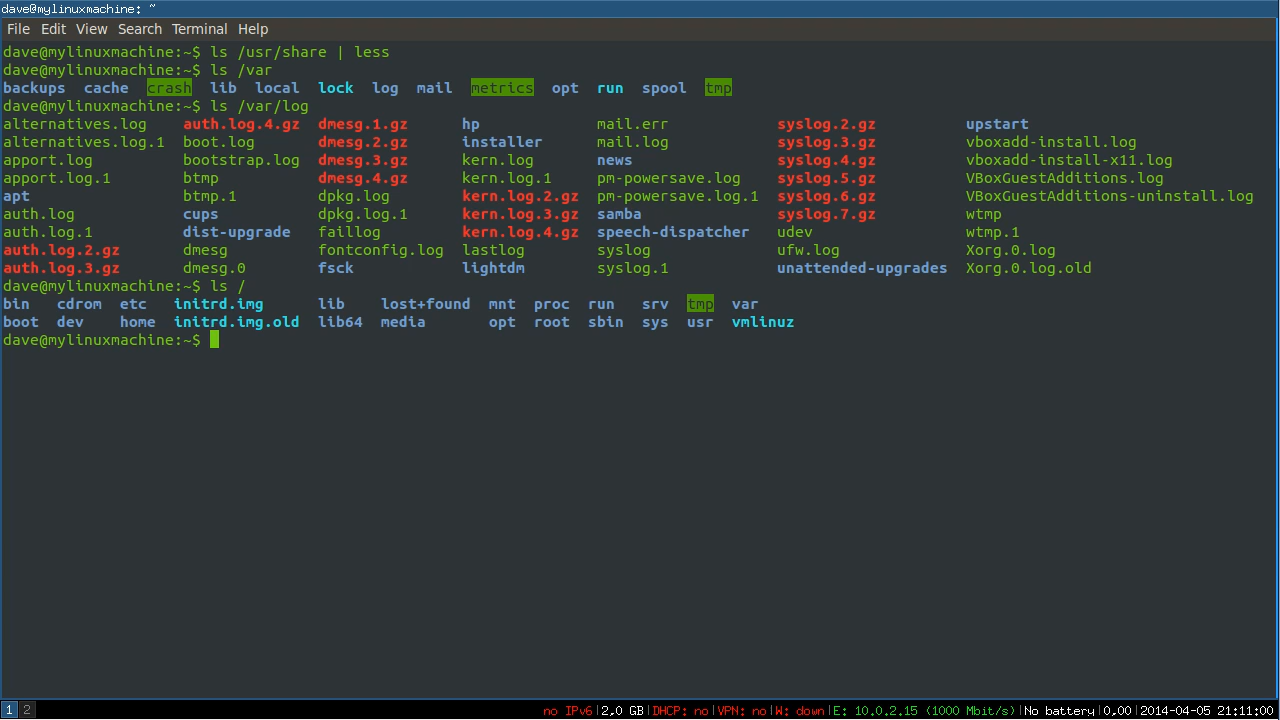 dave@mylinuxmachine: ~
File Edit View Search Terminal Help
dave@mylinuxmachine:~$ ls /usr/share | less
dave@mylinuxmachine:~$ ls /var
backups cache crash lib local lock log mail metrics opt run spool tmp
dave@mylinuxmachine:~$ ls /var/log
alternatives.log auth.log.4.gz dmesg.1.gz hp mail.err syslog.2.gz upstart
alternatives.log.1 boot.log dmesg.2.gz installer mail.log syslog.3.gz vboxadd-install.log
apport.log bootstrap.log dmesg.3.gz kern.log news syslog.4.gz vboxadd-install-x11.log
apport.log.1 btmp dmesg.4.gz kern.log.1 pm-powersave.log syslog.5.gz VBoxGuestAdditions.log
apt btmp.1 dpkg.log kern.log.2.gz pm-powersave.log.1 syslog.6.gz VBoxGuestAdditions-uninstall.log
auth.log cups dpkg.log.1 kern.log.3.gz samba syslog.7.gz wtmp
auth.log.1 dist-upgrade faillog kern.log.4.gz speech-dispatcher udev wtmp.1
auth.log.2.gz dmesg fontconfig.log lastlog syslog ufw.log Xorg.0.log
auth.log.3.gz dmesg.0 fsck lightdm syslog.1 unattended-upgrades Xorg.0.log.old
dave@mylinuxmachine:~$ ls /
bin cdrom etc initrd.img lib lost+found mnt proc run srv tmp var
boot dev home initrd.img.old lib64 media opt root sbin sys usr vmlinuz
dave@mylinuxmachine:~$
1 2 no IPv6|2,0 GB|DHCP: no|VPN: no|W: down|E: 10.0.2.15 (1000 Mbit/s)|No battery|0,00|2014-04-05 21:11:00